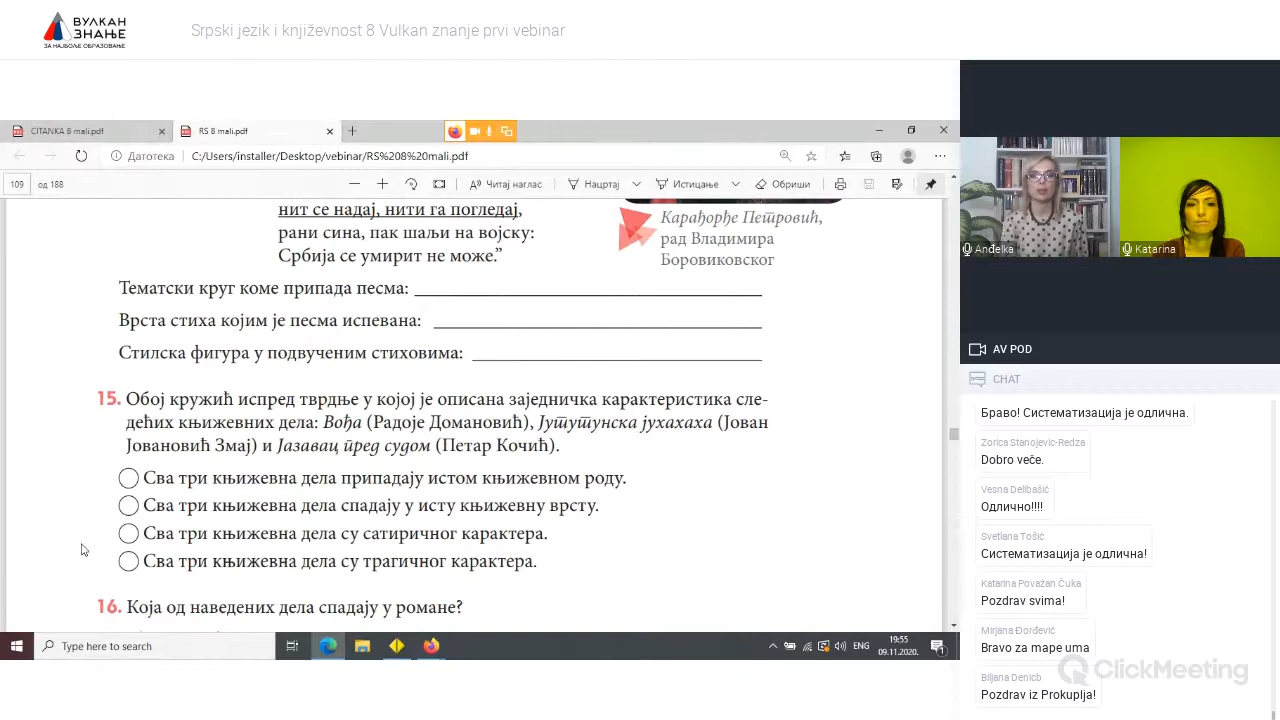 ВУЛКАН
ЗНАЊЕ
ЗА НАЈБОЉЕ ОБРАЗОВАЊЕ
Srpski jezik i književnost 8 Vulkan znanje prvi vebinar
CITANKA 8 mali.pdf
RS 8 mali.pdf
Датотека
C:/Users/installer/Desktop/vebinar/RS%208%20mali.pdf
109 од 188
Читај наглас
Нацртај
Истицање
Обриши
нит се надај, нити га погледај,
рани сина, пак шаљи на војску:
Србија се умирит не може.”
Карађорђе Петровић,
рад Владимира
Боровиковског
Тематски круг коме припада песма:
Врста стиха којим је песма испевана:
Стилска фигура у подвученим стиховима:
15. Обој кружић испред тврдње у којој је описана заједничка карактеристика сле-
дећих књижевних дела: Вођа (Радоје Домановић), Јутутунска јухахаха (Јован
Јовановић Змај) и Јазавац пред судом (Петар Кочић).
Сва три књижевна дела припадају истом књижевном роду.
Сва три књижевна дела спадају у исту књижевну врсту.
Сва три књижевна дела су сатиричног карактера.
Сва три књижевна дела су трагичног карактера.
16. Која од наведених дела спадају у романе?
Type here to search
ENG
19:55
09.11.2020.
1
Anđelka
Katarina
AV POD
CHAT
Браво! Систематизација је одлична.
Zorica Stanojevic-Redza
Dobro veče.
Vesna Delibašić
Одлично!!!!
Svetlana Tošić
Систематизација је одлична!
Katarina Považan Ćuka
Pozdrav svima!
Mirjana Đorđević
Bravo za mape uma
Biljana Denicb
Pozdrav iz Prokuplja!
ClickMeeting